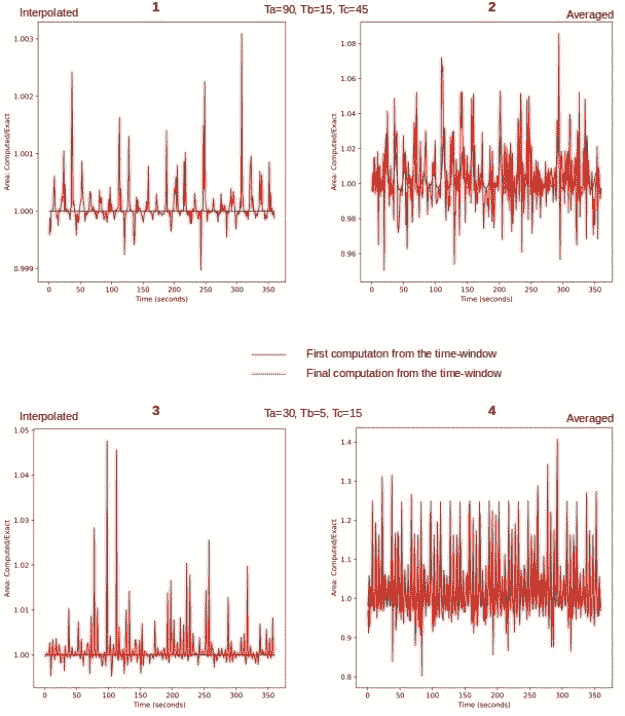 1 Ta=90, Tb=15, Tc=45 2
Interpolated Averaged
1.003
1.002
1.001
1.000
0.999
Area: Computed/Exact
0 50 100 150 200 250 300 350
Time (seconds)
1.08
1.06
1.04
1.02
1.00
0.98
0.96
Area: Computed/Exact
0 50 100 150 200 250 300 350
Time (seconds)
First computaton from the time-window
Final computation from the time-window
3 Ta=30, Tb=5, Tc=15 4
Interpolated Averaged
1.05
1.04
1.03
1.02
1.01
1.00
Area: Computed/Exact
0 50 100 150 200 250 300 350
Time (seconds)
1.4
1.3
1.2
1.1
1.0
0.9
0.8
Area: Computed/Exact
0 50 100 150 200 250 300 350
Time (seconds)